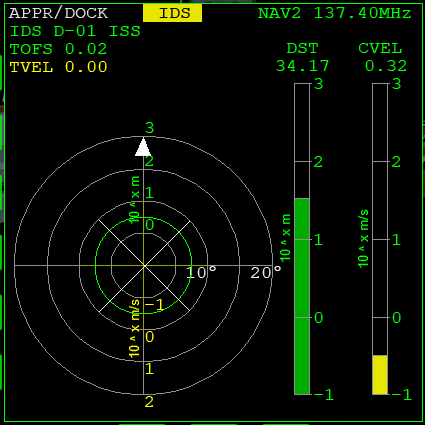 APPR/DOCK IDS NAV2 137.40MHz
IDS D-01 ISS
TOFS 0.02 DST CVEL
TVEL 0.00 34.17 0.32
3
2
1
0
10^x m
10° 20°
-1
0
1
2
10^x m/s
3
2
1
0
-1
10^x m
3
2
1
0
-1
10^x m/s